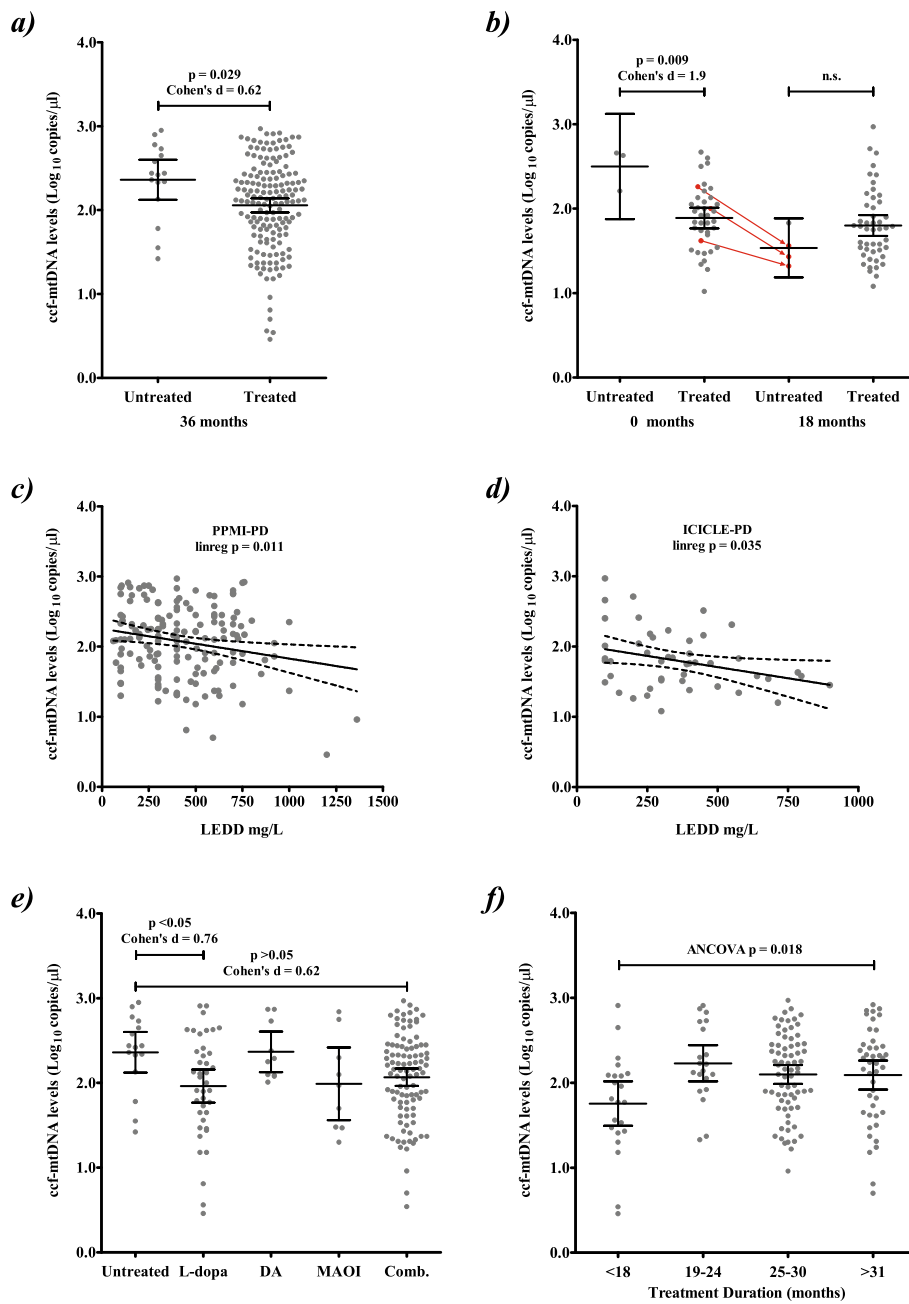 a)
4.0
3.0
2.0
1.0
0.0
ccf-mtDNA levels (Log10 copies/μl)
p = 0.029
Cohen's d = 0.62
Untreated Treated
36 months
b)
4.0
3.0
2.0
1.0
0.0
ccf-mtDNA levels (Log10 copies/μl)
p = 0.009
Cohen's d = 1.9
n.s.
Untreated Treated Untreated Treated
0 months 18 months
c)
4.0
3.0
2.0
1.0
0.0
ccf-mtDNA levels (Log10 copies/μl)
PPMI-PD
linreg p = 0.011
0 250 500 750 1000 1250 1500
LEDD mg/L
d)
4.0
3.0
2.0
1.0
0.0
ccf-mtDNA levels (Log10 copies/μl)
ICICLE-PD
linreg p = 0.035
0 250 500 750 1000
LEDD mg/L
e)
4.0
3.0
2.0
1.0
0.0
ccf-mtDNA levels (Log10 copies/μl)
p <0.05
Cohen's d = 0.76
p >0.05
Cohen's d = 0.62
Untreated L-dopa DA MAOI Comb.
f)
4.0
3.0
2.0
1.0
0.0
ccf-mtDNA levels (Log10 copies/μl)
ANCOVA p = 0.018
<18 19-24 25-30 >31
Treatment Duration (months)